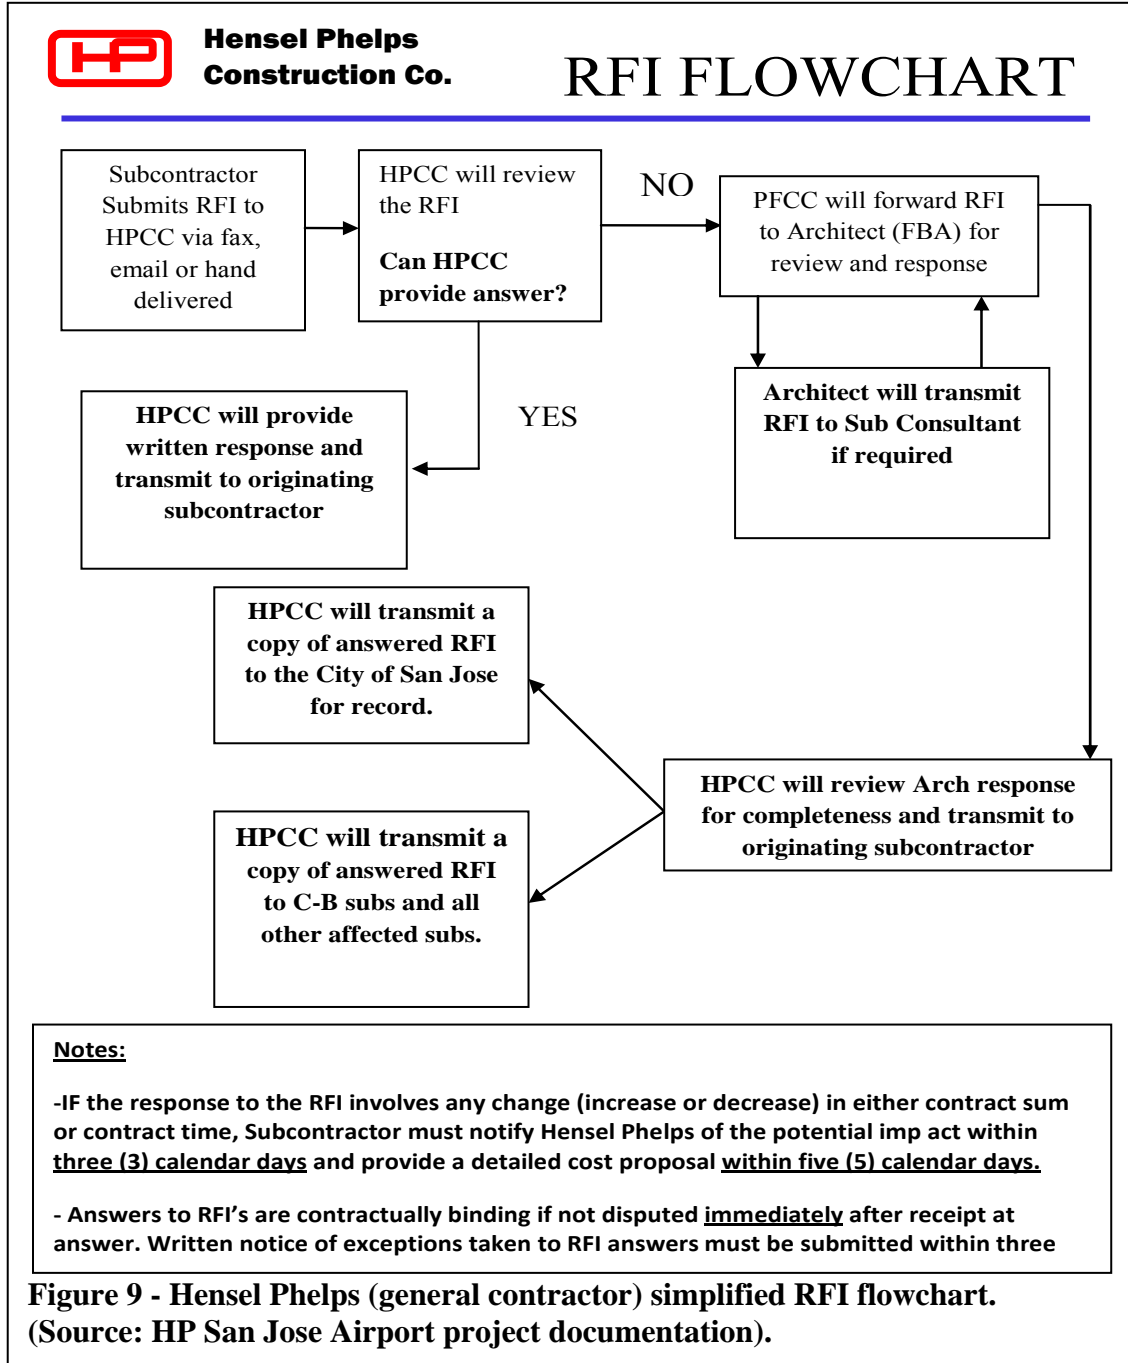 HP
Hensel Phelps
Construction Co.
RFI FLOWCHART
Subcontractor
Submits RFI to
HPCC via fax,
email or hand
delivered
HPCC will review
the RFI
Can HPCC
provide answer?
NO
PFCC will forward RFI
to Architect (FBA) for
review and response
HPCC will provide
written response and
transmit to originating
subcontractor
YES
Architect will transmit
RFI to Sub Consultant
if required
HPCC will transmit a
copy of answered RFI
to the City of San Jose
for record.
HPCC will review Arch response
for completeness and transmit to
originating subcontractor
HPCC will transmit a
copy of answered RFI
to C-B subs and all
other affected subs.
Notes:
-IF the response to the RFI involves any change (increase or decrease) in either contract sum
or contract time, Subcontractor must notify Hensel Phelps of the potential imp act within
three (3) calendar days and provide a detailed cost proposal within five (5) calendar days.
- Answers to RFI's are contractually binding if not disputed immediately after receipt at
answer. Written notice of exceptions taken to RFI answers must be submitted within three
Figure 9 - Hensel Phelps (general contractor) simplified RFI flowchart.
(Source: HP San Jose Airport project documentation).